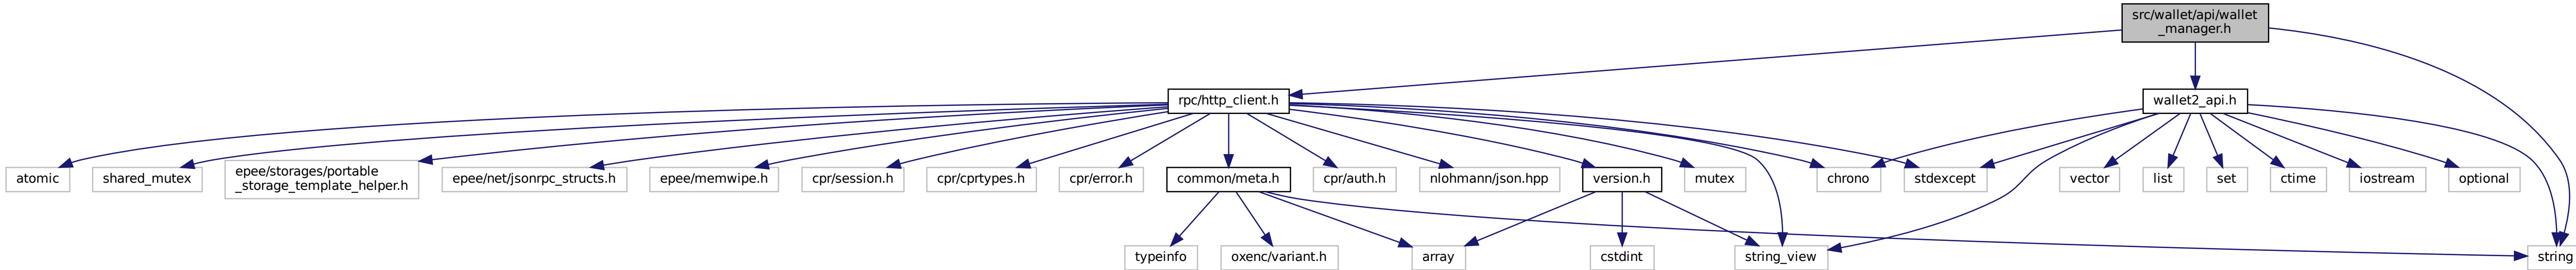 src/wallet/api/wallet
_manager.h
rpc/http_client.h
wallet2_api.h
atomic
shared_mutex
epee/storages/portable
_storage_template_helper.h
epee/net/jsonrpc_structs.h
epee/memwipe.h
cpr/session.h
cpr/cprtypes.h
cpr/error.h
common/meta.h
cpr/auth.h
nlohmann/json.hpp
version.h
mutex
chrono
stdexcept
vector
list
set
ctime
iostream
optional
typeinfo
oxenc/variant.h
array
cstdint
string_view
string